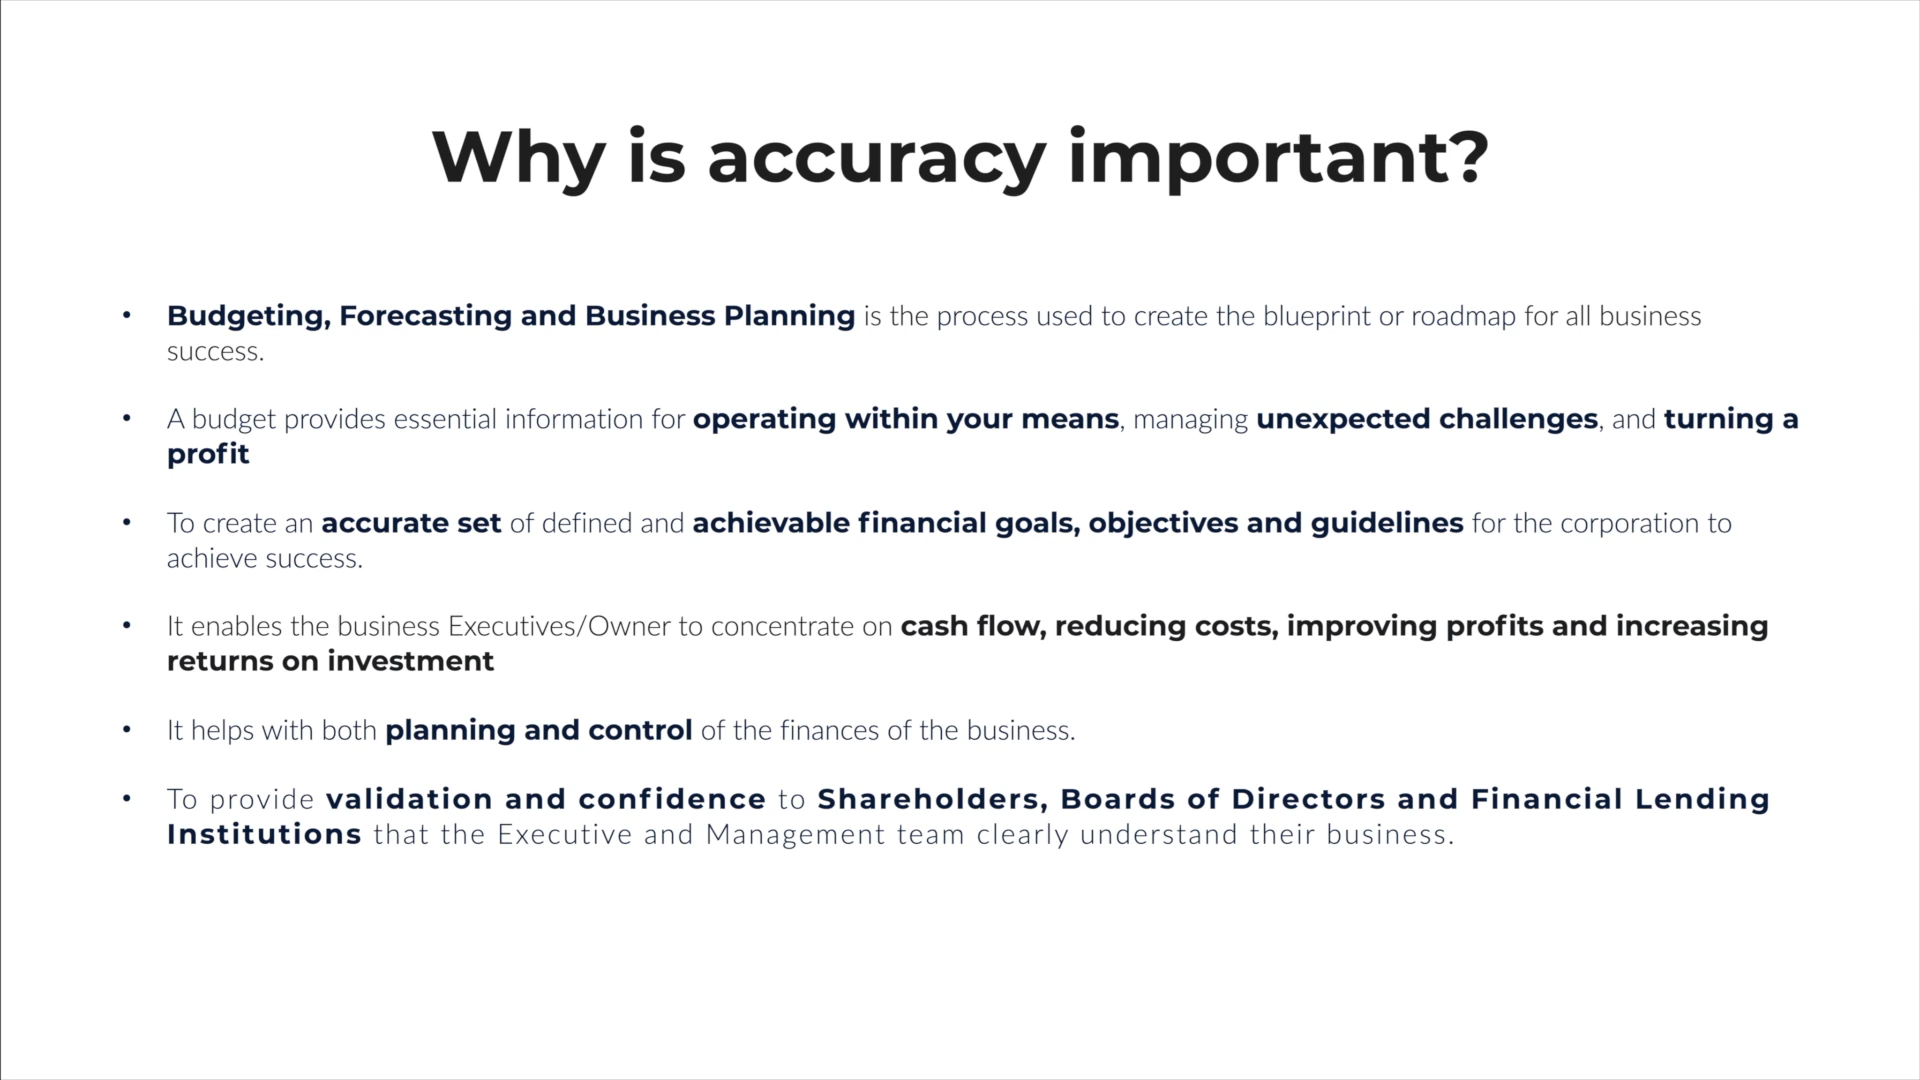 Why is accuracy important?
• Budgeting, Forecasting and Business Planning is the process used to create the blueprint or roadmap for all business
success.
• A budget provides essential information for operating within your means, managing unexpected challenges, and turning a
profit
• To create an accurate set of defined and achievable financial goals, objectives and guidelines for the corporation to
achieve success.
• It enables the business Executives/Owner to concentrate on cash flow, reducing costs, improving profits and increasing
returns on investment
• It helps with both planning and control of the finances of the business.
• To provide validation and confidence to Shareholders, Boards of Directors and Financial Lending
Institutions that the Executive and Management team clearly understand their business.